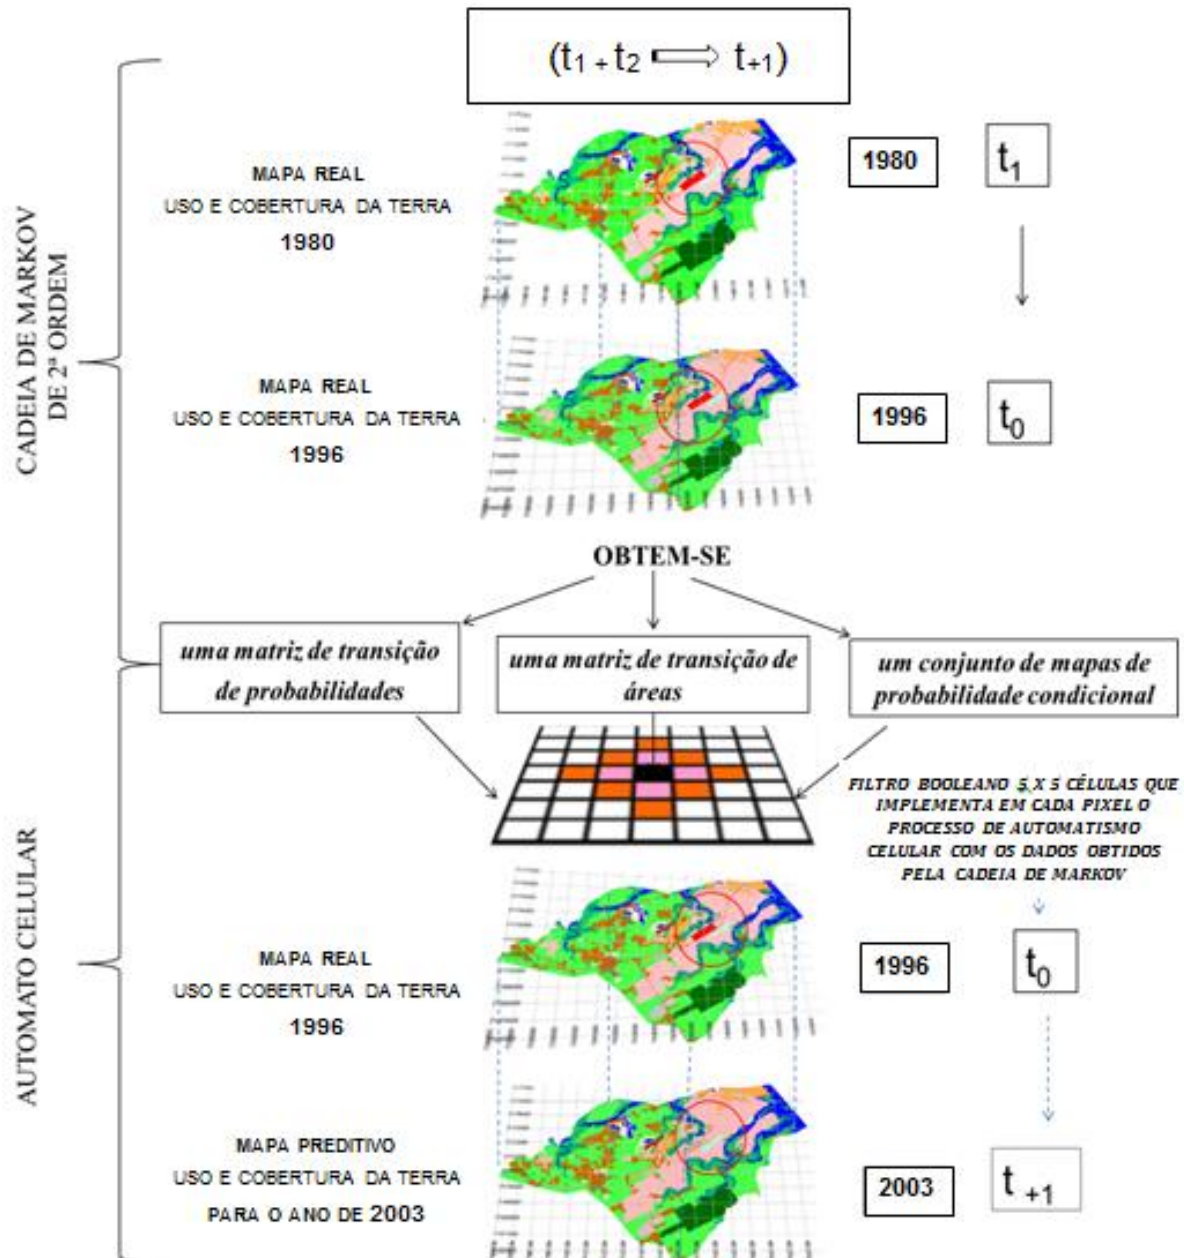 (t1 + t2 ⟹ t+1)
CADEIA DE MARKOV
DE 2ª ORDEM
MAPA REAL
USO E COBERTURA DA TERRA
1980
1980
t1
MAPA REAL
USO E COBERTURA DA TERRA
1996
1996
t0
OBTEM-SE
uma matriz de transição
de probabilidades
uma matriz de transição de
áreas
um conjunto de mapas de
probabilidade condicional
FILTRO BOOLEANO 5 X 5 CÉLULAS QUE
IMPLEMENTA EM CADA PIXEL O
PROCESSO DE AUTOMATISMO
CELULAR COM OS DADOS OBTIDOS
PELA CADEIA DE MARKOV
AUTOMATO CELULAR
MAPA REAL
USO E COBERTURA DA TERRA
1996
1996
t0
MAPA PREDITIVO
USO E COBERTURA DA TERRA
PARA O ANO DE 2003
2003
t +1